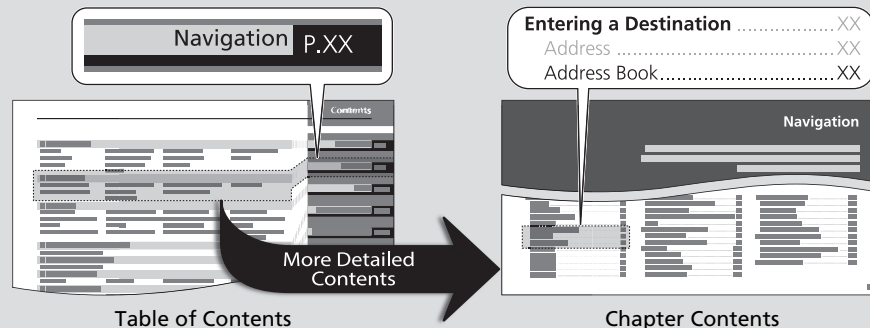 Navigation P.XX
Entering a Destination ................ XX
Address ................ XX
Address Book ................ XX
Contents
Navigation
More Detailed
Contents
Table of Contents
Chapter Contents